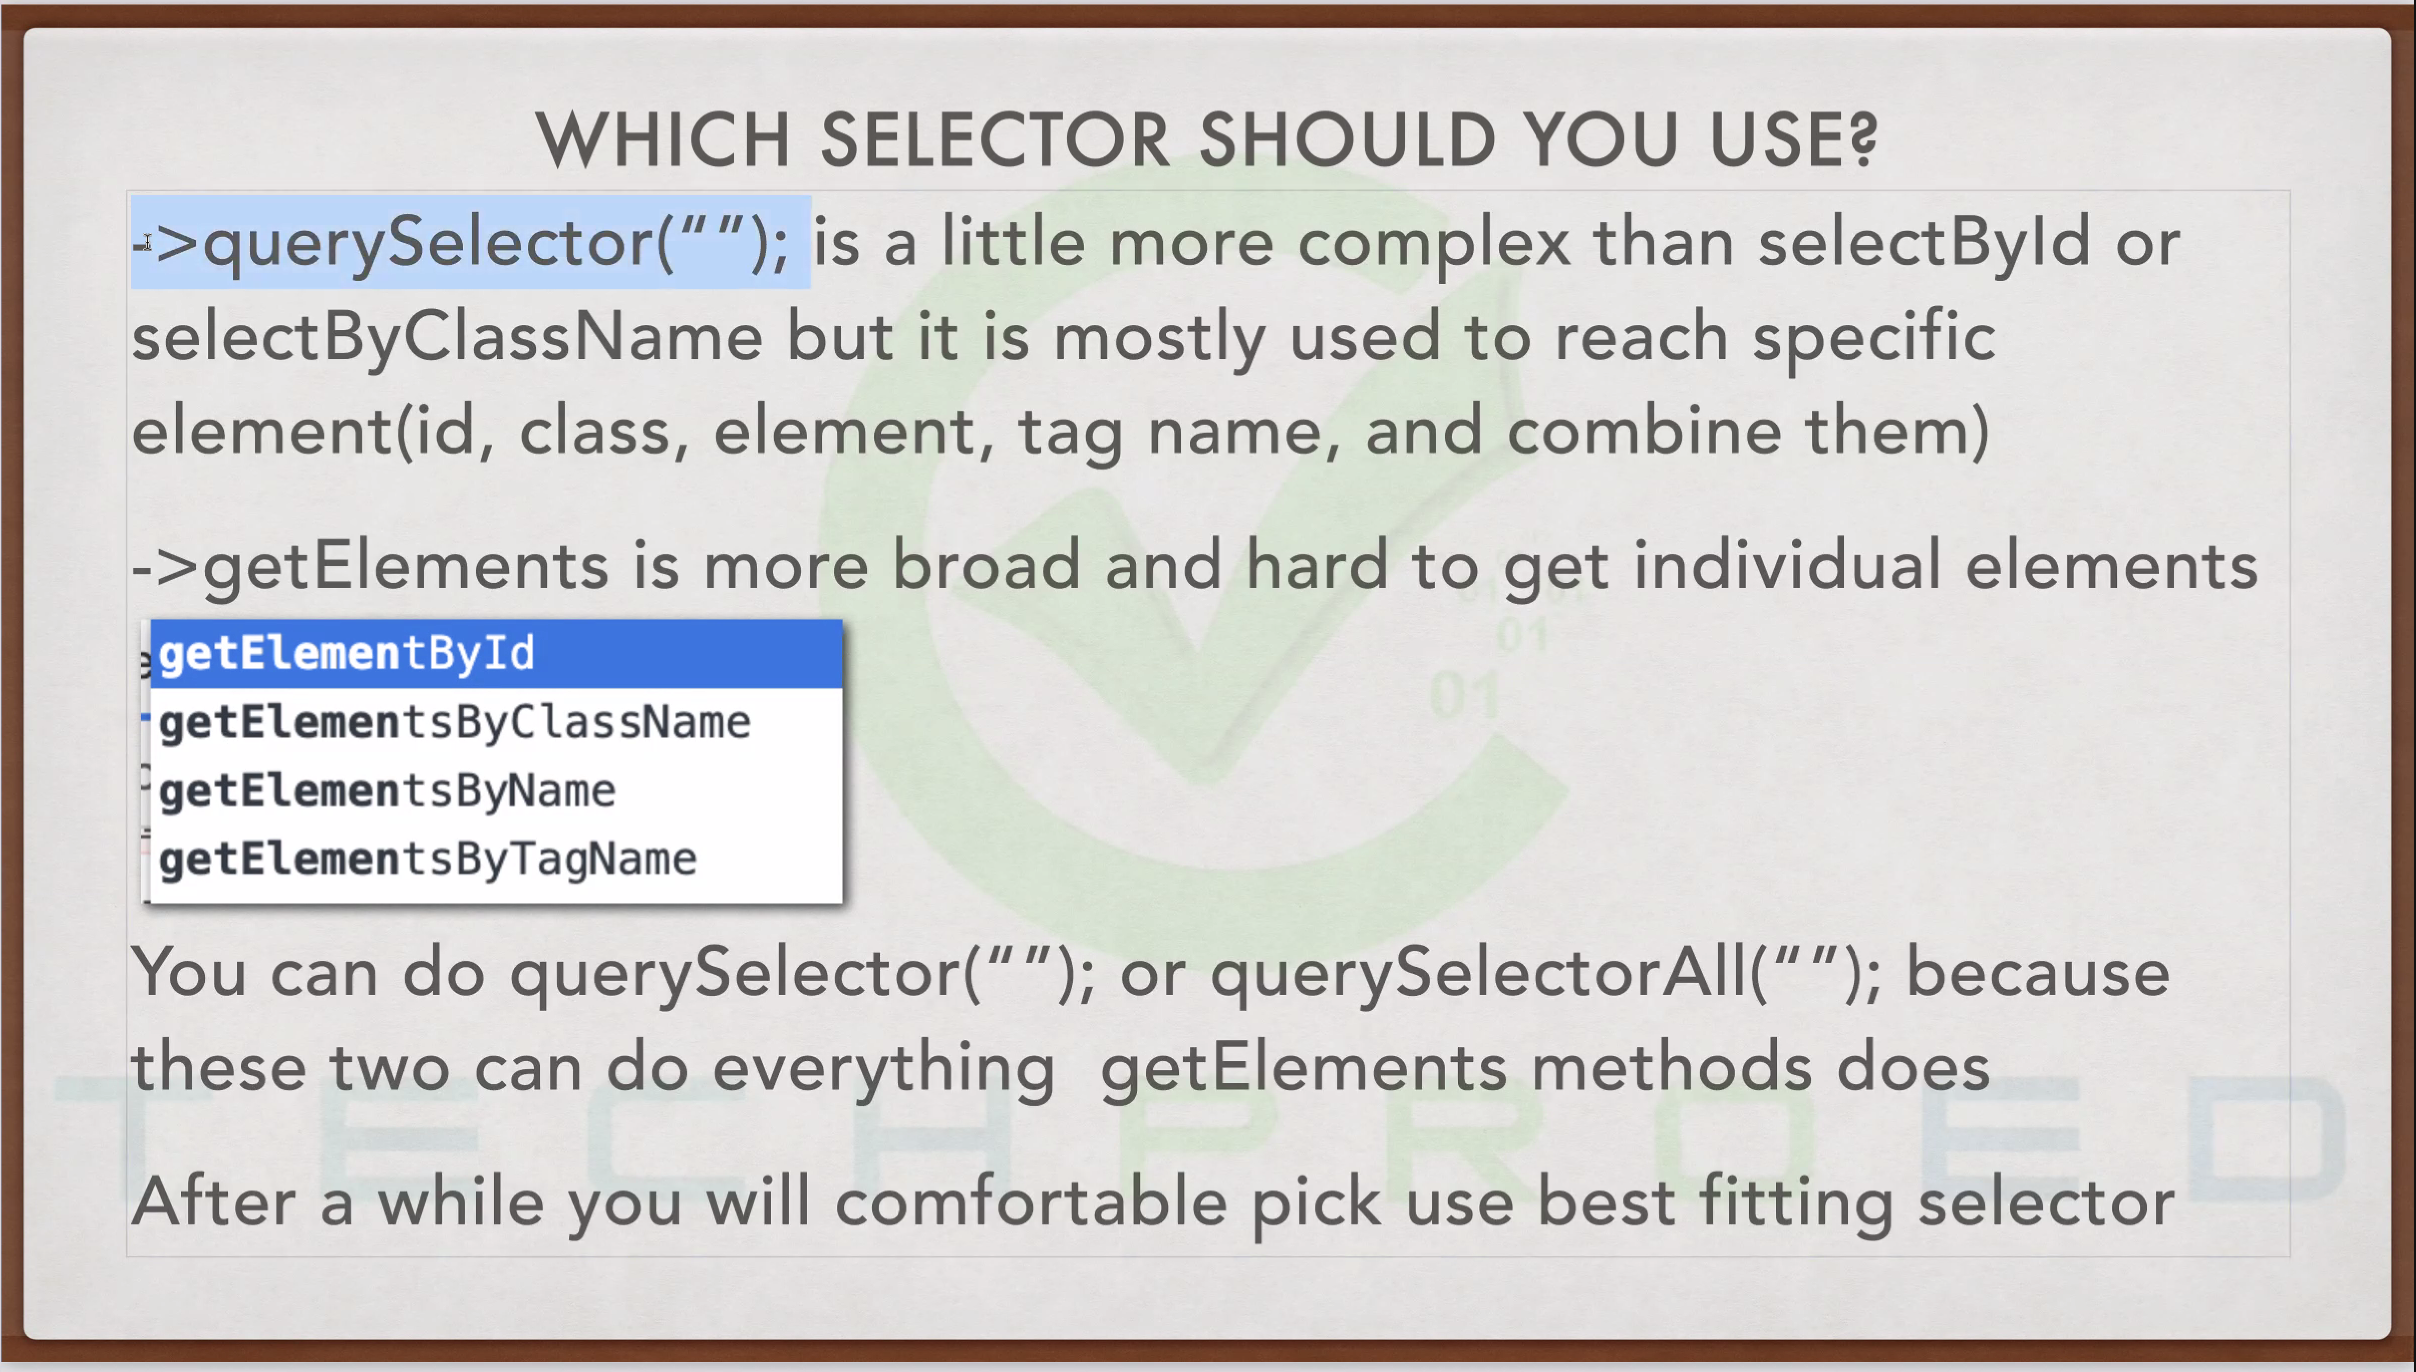 WHICH SELECTOR SHOULD YOU USE?
->querySelector(“”); is a little more complex than selectById or
selectByClassName but it is mostly used to reach specific
element(id, class, element, tag name, and combine them)
->getElements is more broad and hard to get individual elements
getElementById
getElementsByClassName
getElementsByName
getElementsByTagName
01
01
You can do querySelector(“”); or querySelectorAll(“”); because
these two can do everything  getElements methods does
TECHPROED
After a while you will comfortable pick use best fitting selector